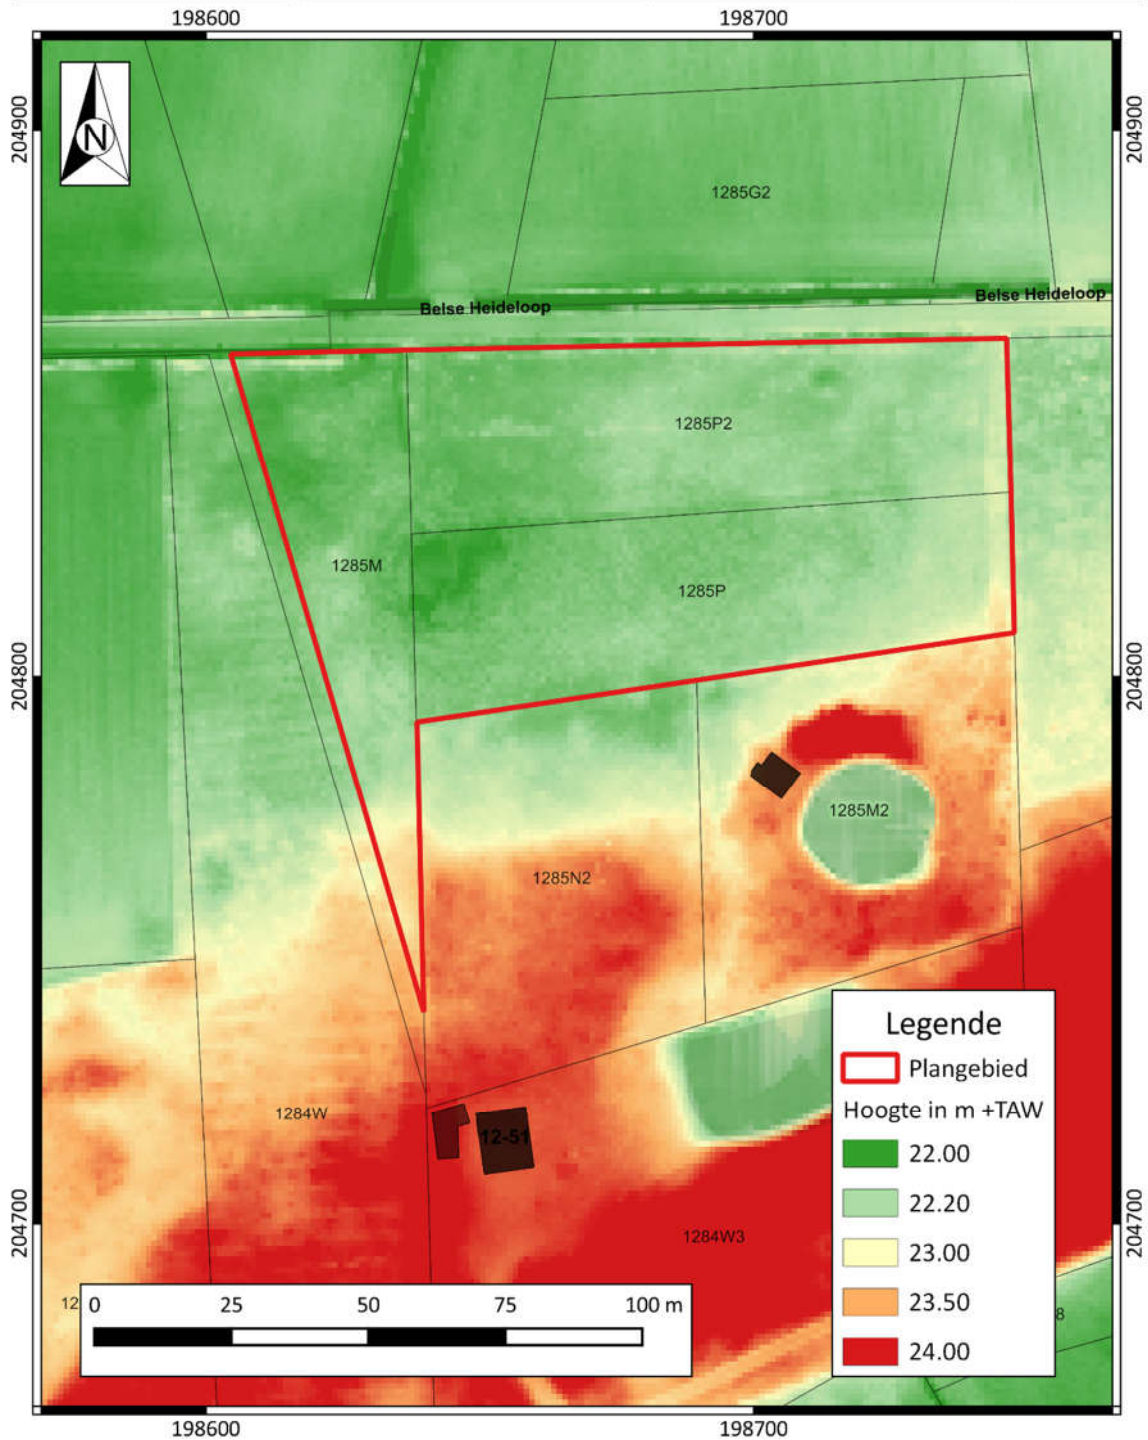 198600 198700
204900 204900
N
1285G2
Belse Heideloop
Belse Heideloop
1285P2
1285M
1285P
204800 204800
1285M2
1285N2
1284W
12-51
204700 204700
1284W3
12
8
0 25 50 75 100 m
Legende
Plangebied
Hoogte in m +TAW
22.00
22.20
23.00
23.50
24.00
198600 198700